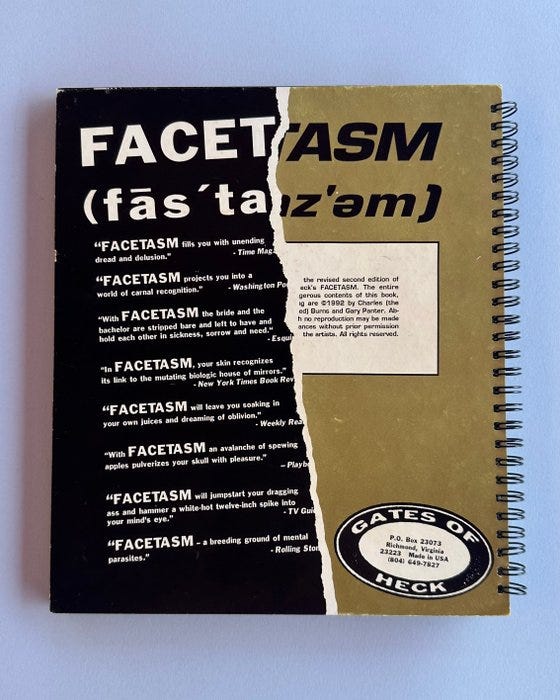 FACETTASM
(fās´taaz'əm)
"FACETASM fills you with unending
dread and delusion." - Time Mag
"FACETASM projects you into a
world of carnal recognition." - Washington Po
"With FACETASM the bride and the
bachelor are stripped bare and left to have and
hold each other in sickness, sorrow and need."
- Esqui
"In FACETASM, your skin recognizes
its link to the mutating biologic house of mirrors."
- New York Times Book Rev
"FACETASM will leave you soaking in
your own juices and dreaming of oblivion."
- Weekly Rea
"With FACETASM an avalanche of spewing
apples pulverizes your skull with pleasure."
– Playb
"FACETASM will jumpstart your dragging
ass and hammer a white-hot twelve-inch spike into
your mind's eye." - TV Gui
"FACETASM – a breeding ground of mental
parasites." - Rolling Ston
the revised second edition of
eck's FACETASM. The entire
gerous contents of this book,
ig are ©1992 by Charles (the
ed) Burns and Gary Panter. Ab-
h no reproduction may be made
ances without prior permission
the artists. All rights reserved.
GATES OF
P.O. Box 23073
Richmond, Virginia
23223 Made in USA
(804) 649-7827
HECK